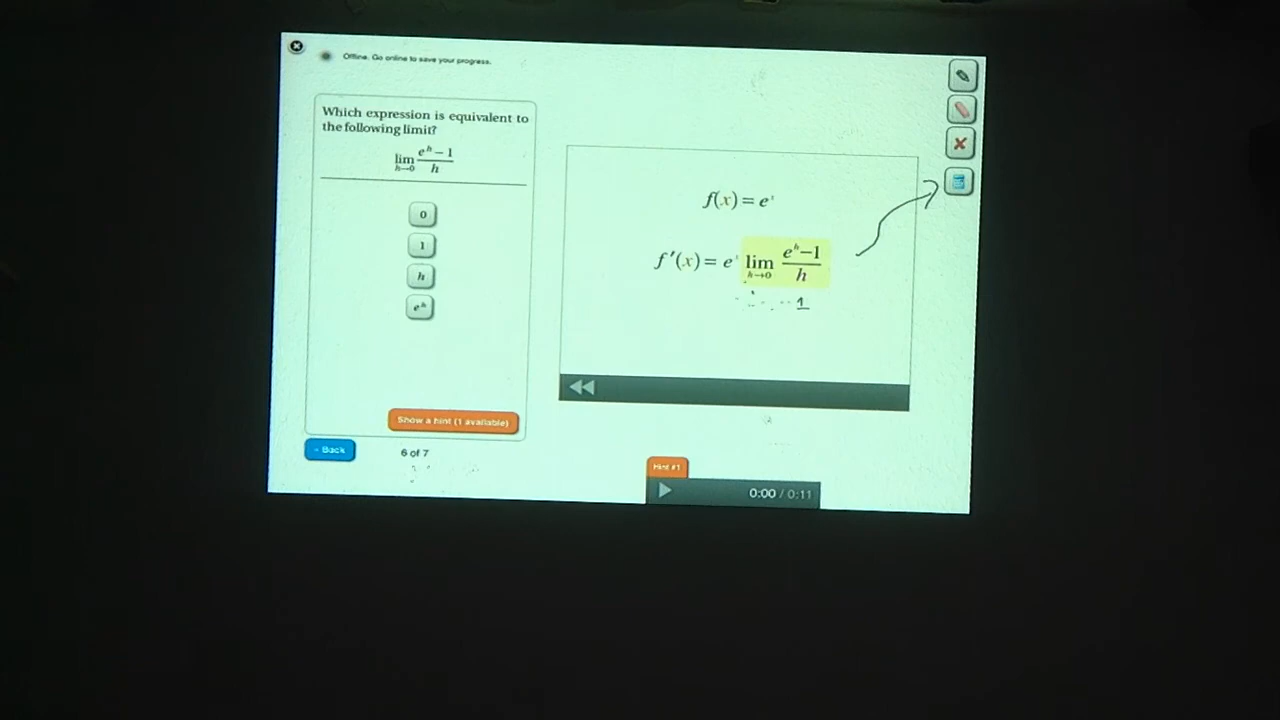 Offline. Go online to save your progress.
Which expression is equivalent to
the following limit?
lim h→0 (e^h − 1)/h
0
1
h
e^h
Show a hint (1 available)
- Back
6 of 7
f(x) = e^x
f′(x) = e^x lim h→0 (e^h−1)/h
1
Hint #1
0:00 / 0:11